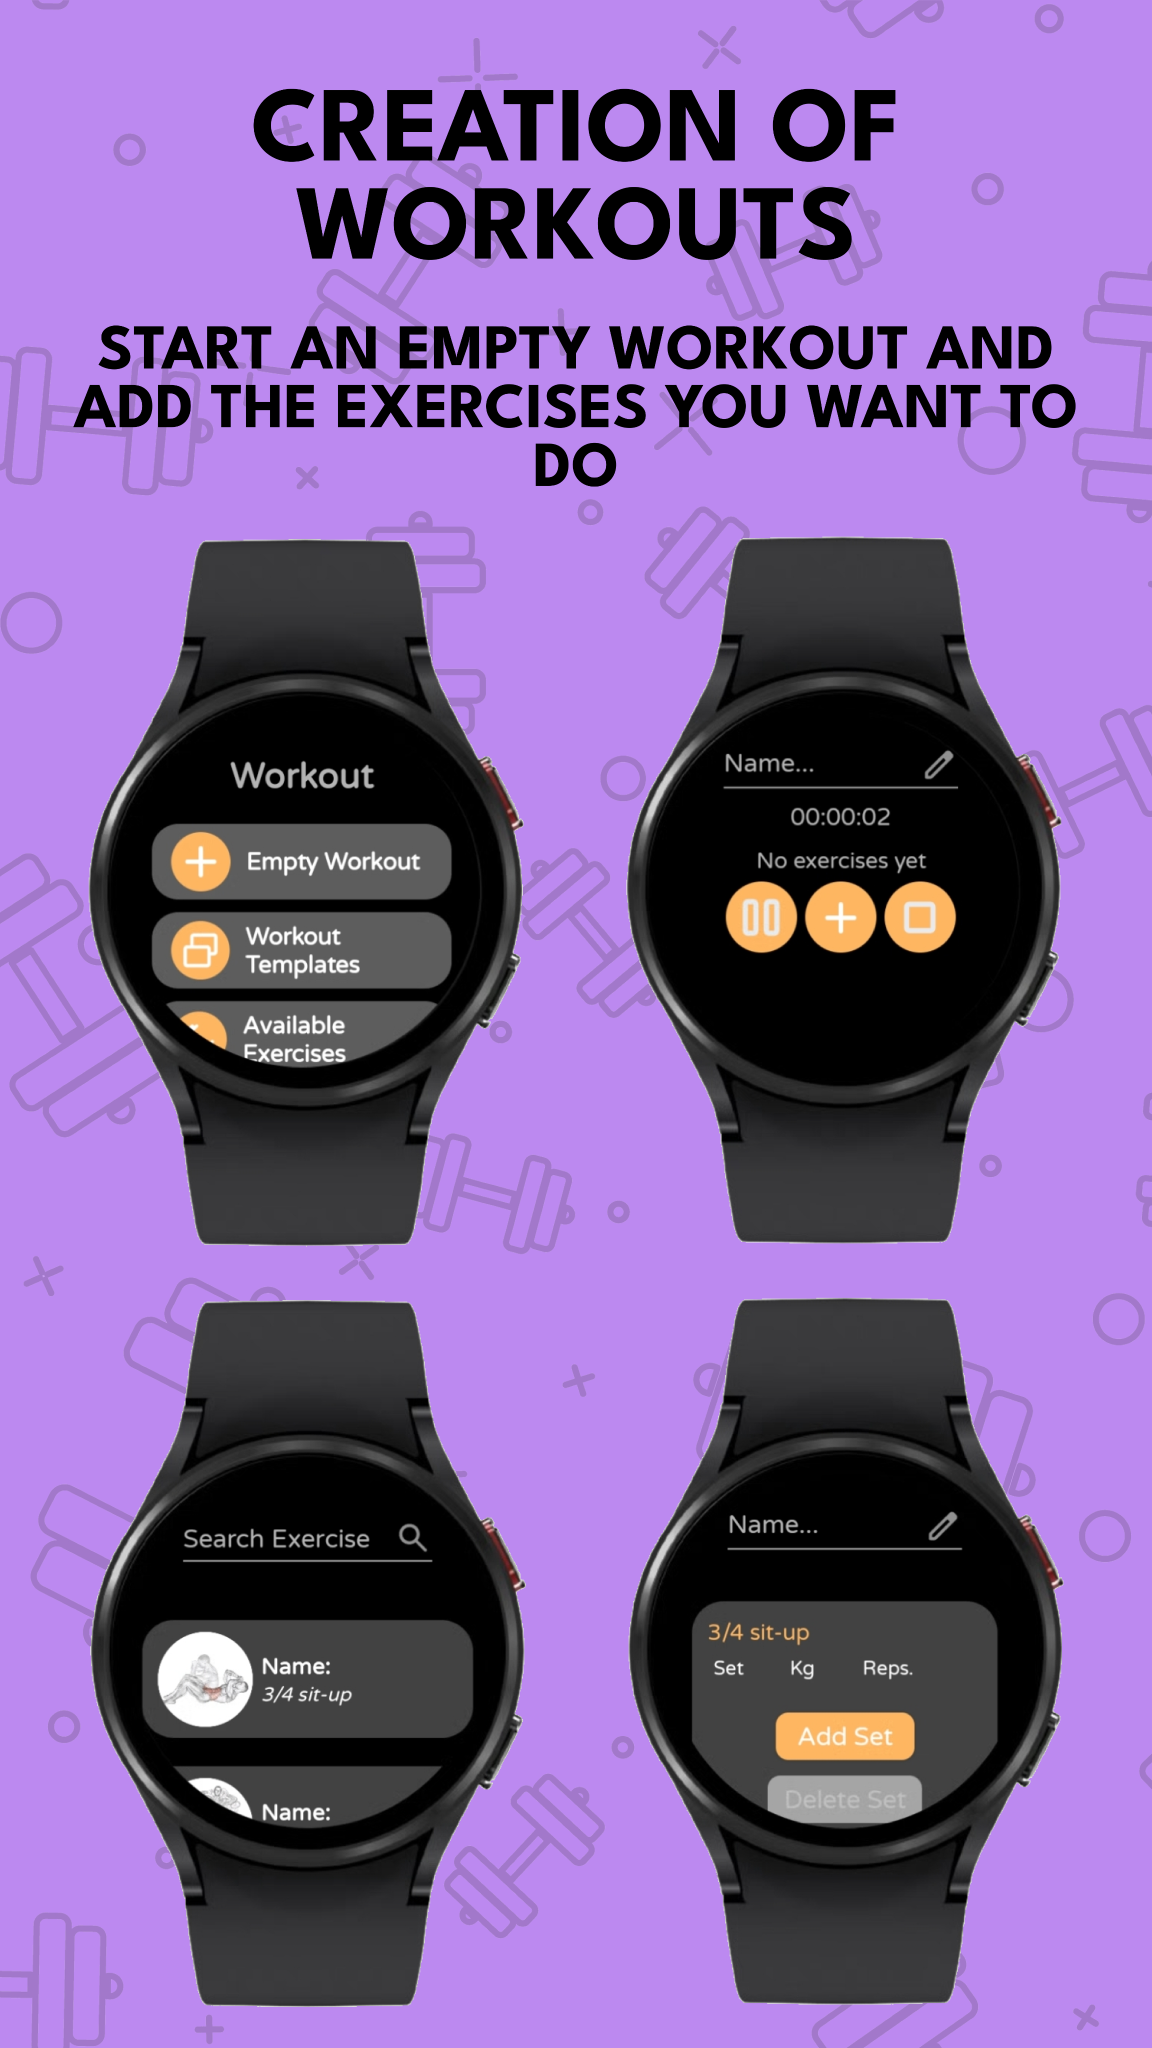 CREATION OF
WORKOUTS
START AN EMPTY WORKOUT AND
ADD THE EXERCISES YOU WANT TO
DO
Workout
Empty Workout
Workout
Templates
Available
Exercises
Name...
00:00:02
No exercises yet
Search Exercise
Name:
3/4 sit-up
Name:
Name...
3/4 sit-up
Set Kg Reps.
Add Set
Delete Set